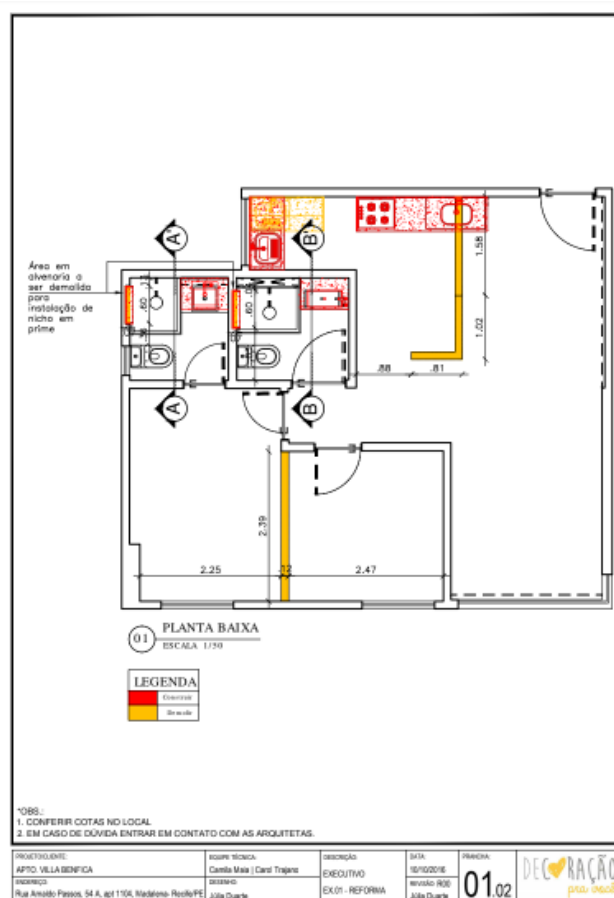 A'
B'
Área em
alvenaria a
ser demolida
para
instalação de
nicho em
prime
.60
.60
1.58
1.02
.88
.81
A
B
2.39
2.25
.12
2.47
01
PLANTA BAIXA
ESCALA 1/50
LEGENDA
Construir
Demolir
*OBS.:
1. CONFERIR COTAS NO LOCAL
2. EM CASO DE DÚVIDA ENTRAR EM CONTATO COM AS ARQUITETAS.
PROJETO/CLIENTE:
APTO. VILLA BENFICA
ENDEREÇO:
Rua Arnaldo Passos, 54 A, apt 1104, Madalena- Recife/PE
EQUIPE TÉCNICA:
Camila Maia | Carol Trajano
DESENHO:
Júlia Duarte
DESCRIÇÃO:
EXECUTIVO
EX.01 - REFORMA
DATA:
10/10/2016
REVISÃO: R00
Júlia Duarte
PRANCHA:
01.02
DECORAÇÃO
pra você